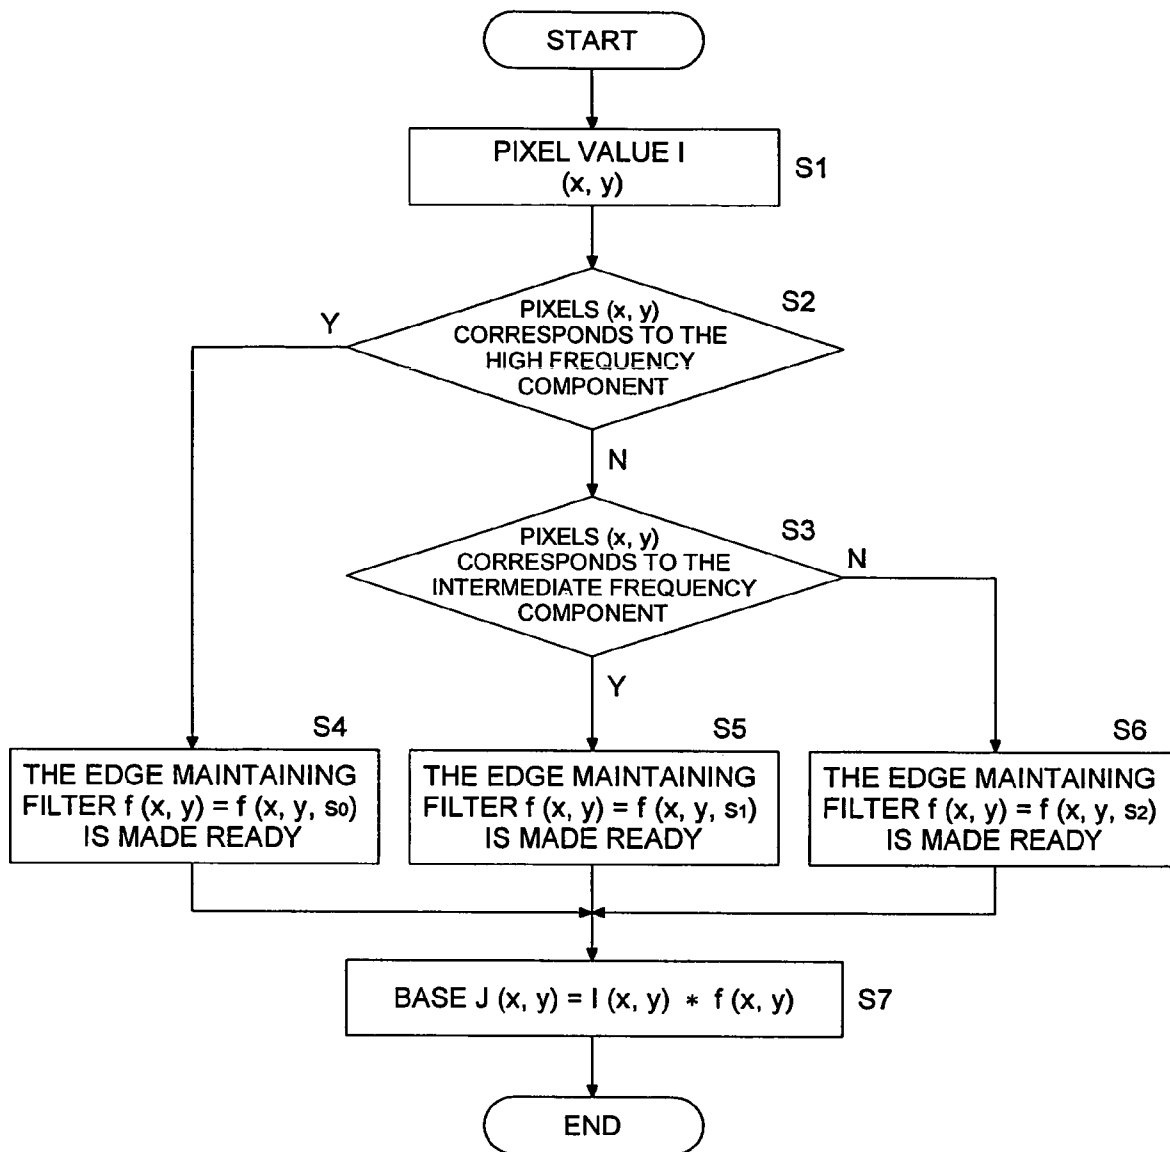 START
PIXEL VALUE I
(x, y)
S1
S2
PIXELS (x, y)
CORRESPONDS TO THE
HIGH FREQUENCY
COMPONENT
Y
N
S3
PIXELS (x, y)
CORRESPONDS TO THE
INTERMEDIATE FREQUENCY
COMPONENT
N
Y
S4
THE EDGE MAINTAINING
FILTER f (x, y) = f (x, y, s0)
IS MADE READY
S5
THE EDGE MAINTAINING
FILTER f (x, y) = f (x, y, s1)
IS MADE READY
S6
THE EDGE MAINTAINING
FILTER f (x, y) = f (x, y, s2)
IS MADE READY
BASE J (x, y) = I (x, y) * f (x, y)
S7
END